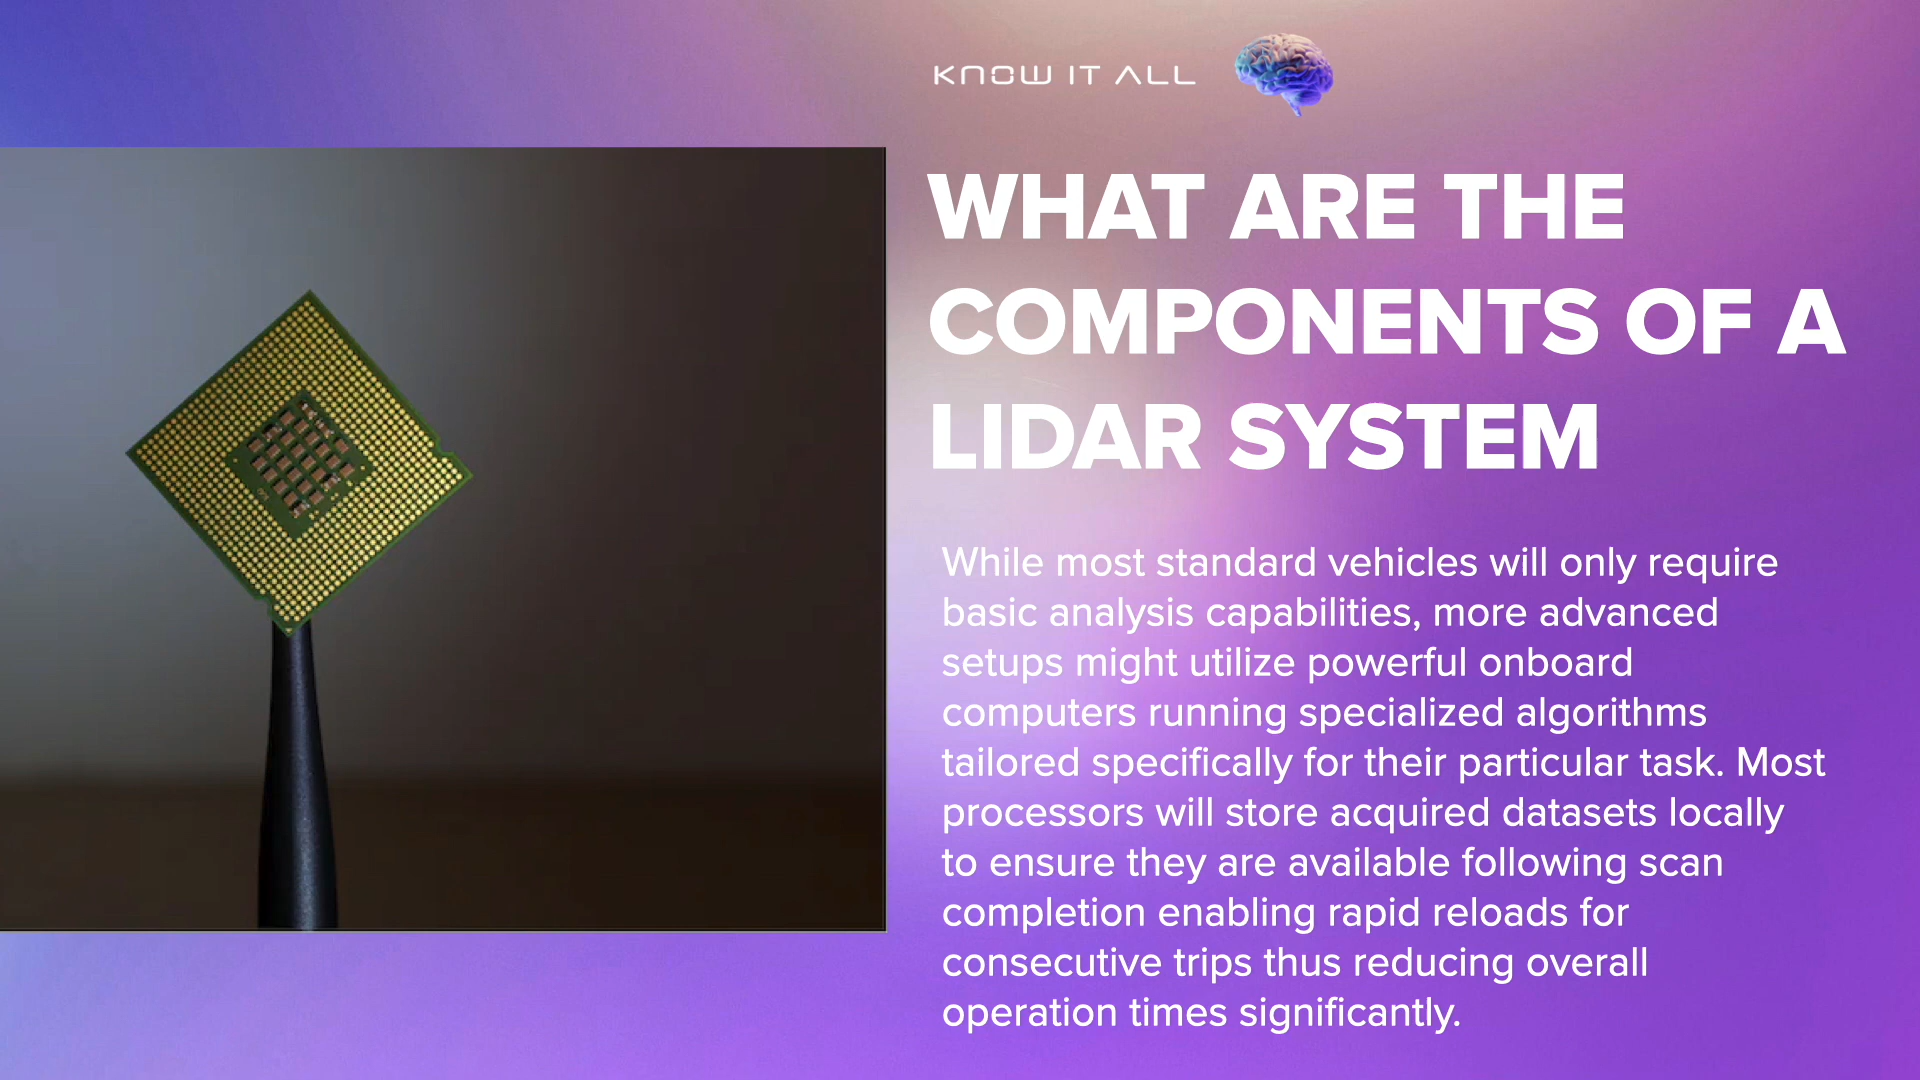 KNOW IT ALL
WHAT ARE THE
COMPONENTS OF A
LIDAR SYSTEM
While most standard vehicles will only require
basic analysis capabilities, more advanced
setups might utilize powerful onboard
computers running specialized algorithms
tailored specifically for their particular task. Most
processors will store acquired datasets locally
to ensure they are available following scan
completion enabling rapid reloads for
consecutive trips thus reducing overall
operation times significantly.